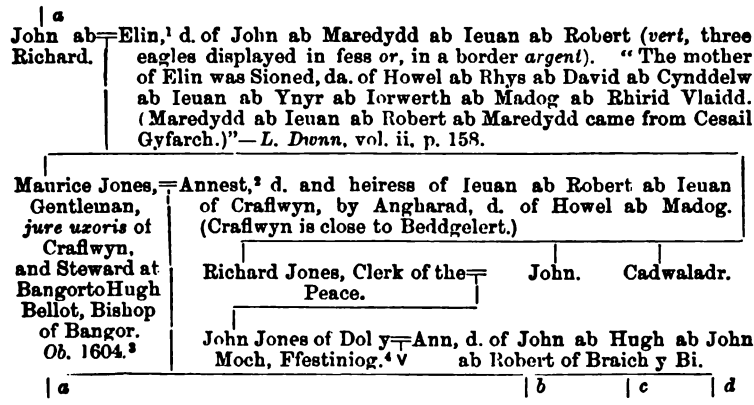 a
John ab Richard. = Elin,¹ d. of John ab Maredydd ab Ieuan ab Robert (vert, three
eagles displayed in fess or, in a border argent). "The mother
of Elin was Sioned, da. of Howel ab Rhys ab David ab Cynddelw
ab Ieuan ab Ynyr ab Iorwerth ab Madog ab Rhirid Vlaidd.
(Maredydd ab Ieuan ab Robert ab Maredydd came from Cesail
Gyfarch.)"—L. Dwnn, vol. ii, p. 158.
Maurice Jones,
Gentleman,
jure uxoris of
Craflwyn,
and Steward at
Bangor to Hugh
Bellot, Bishop
of Bangor.
Ob. 1604.³
= Annest,² d. and heiress of Ieuan ab Robert ab Ieuan
of Craflwyn, by Angharad, d. of Howel ab Madog.
(Craflwyn is close to Beddgelert.)
Richard Jones, Clerk of the =
Peace.
John.
Cadwaladr.
John Jones of Dol y
Moch, Ffestiniog.⁴
= Ann, d. of John ab Hugh ab John
v
ab Robert of Braich y Bi.
a
b
c
d